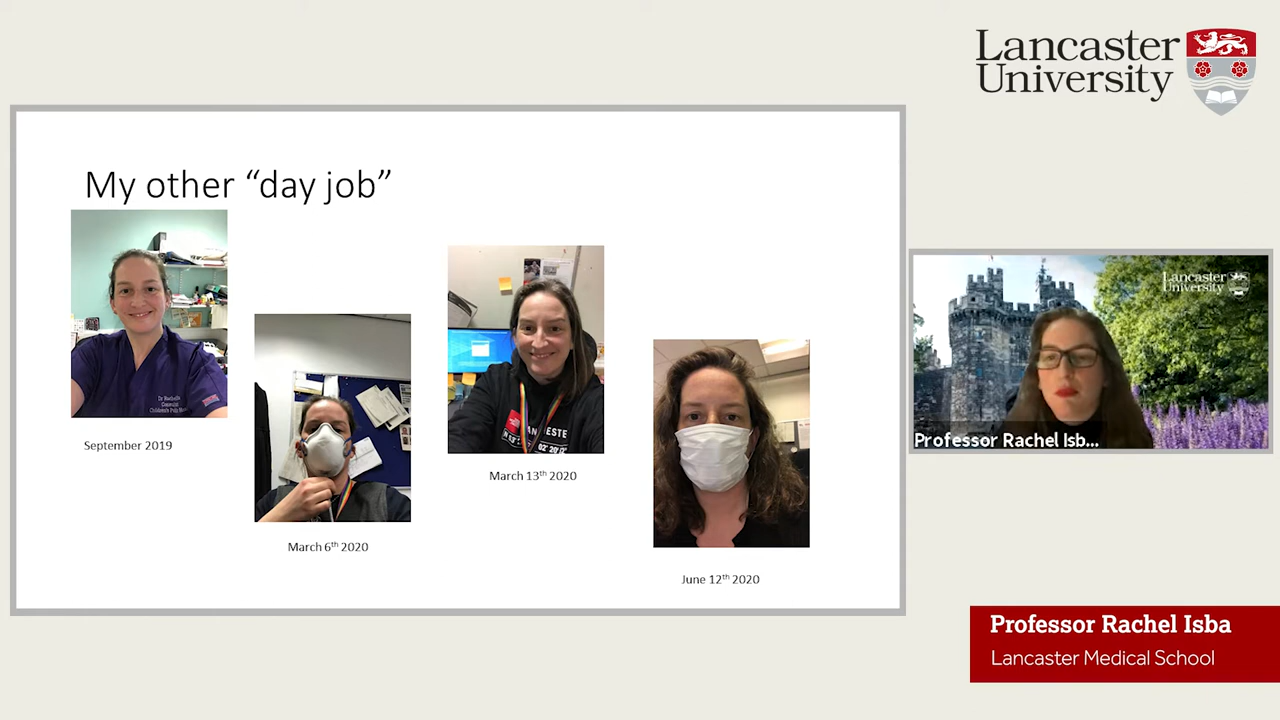 Lancaster
University
My other “day job”
September 2019
March 6th 2020
March 13th 2020
June 12th 2020
Lancaster
University
Professor Rachel Isb...
Professor Rachel Isba
Lancaster Medical School